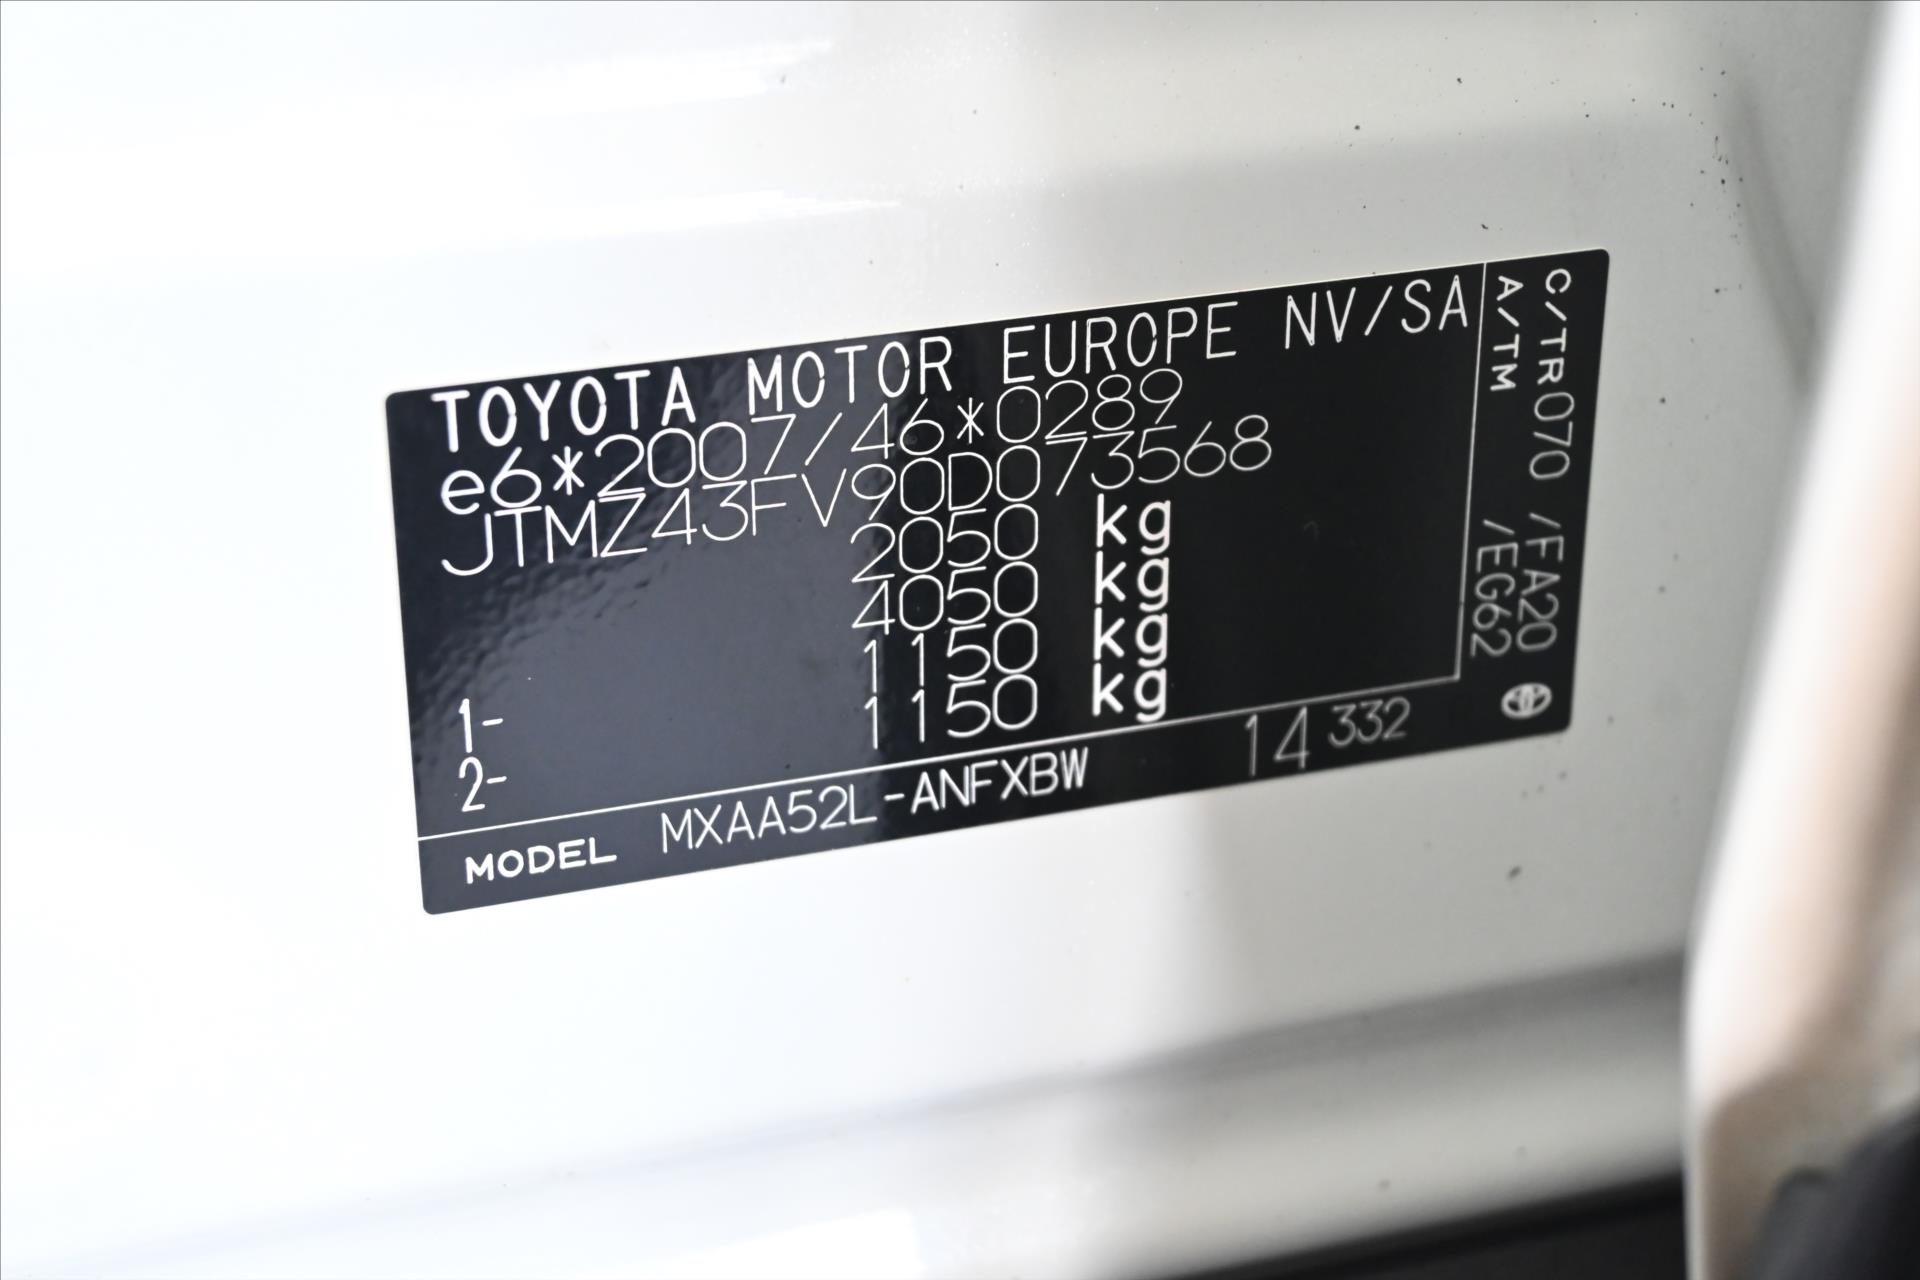 TOYOTA MOTOR EUROPE NV/SA
e6*2007/46*0289
JTMZ43FV90D073568
2050 kg
4050 kg
1- 1150 kg
2- 1150 kg
MODEL MXAA52L-ANFXBW 14 332
C/TR070 /FA20
A/TM /EG62